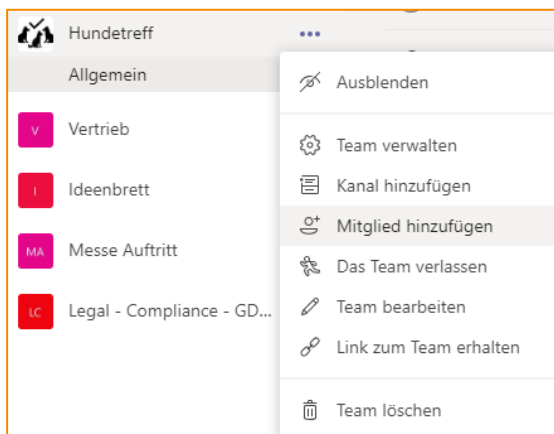 Hundetreff
Allgemein
V Vertrieb
I Ideenbrett
MA Messe Auftritt
LC Legal - Compliance - GD...
Ausblenden
Team verwalten
Kanal hinzufügen
Mitglied hinzufügen
Das Team verlassen
Team bearbeiten
Link zum Team erhalten
Team löschen